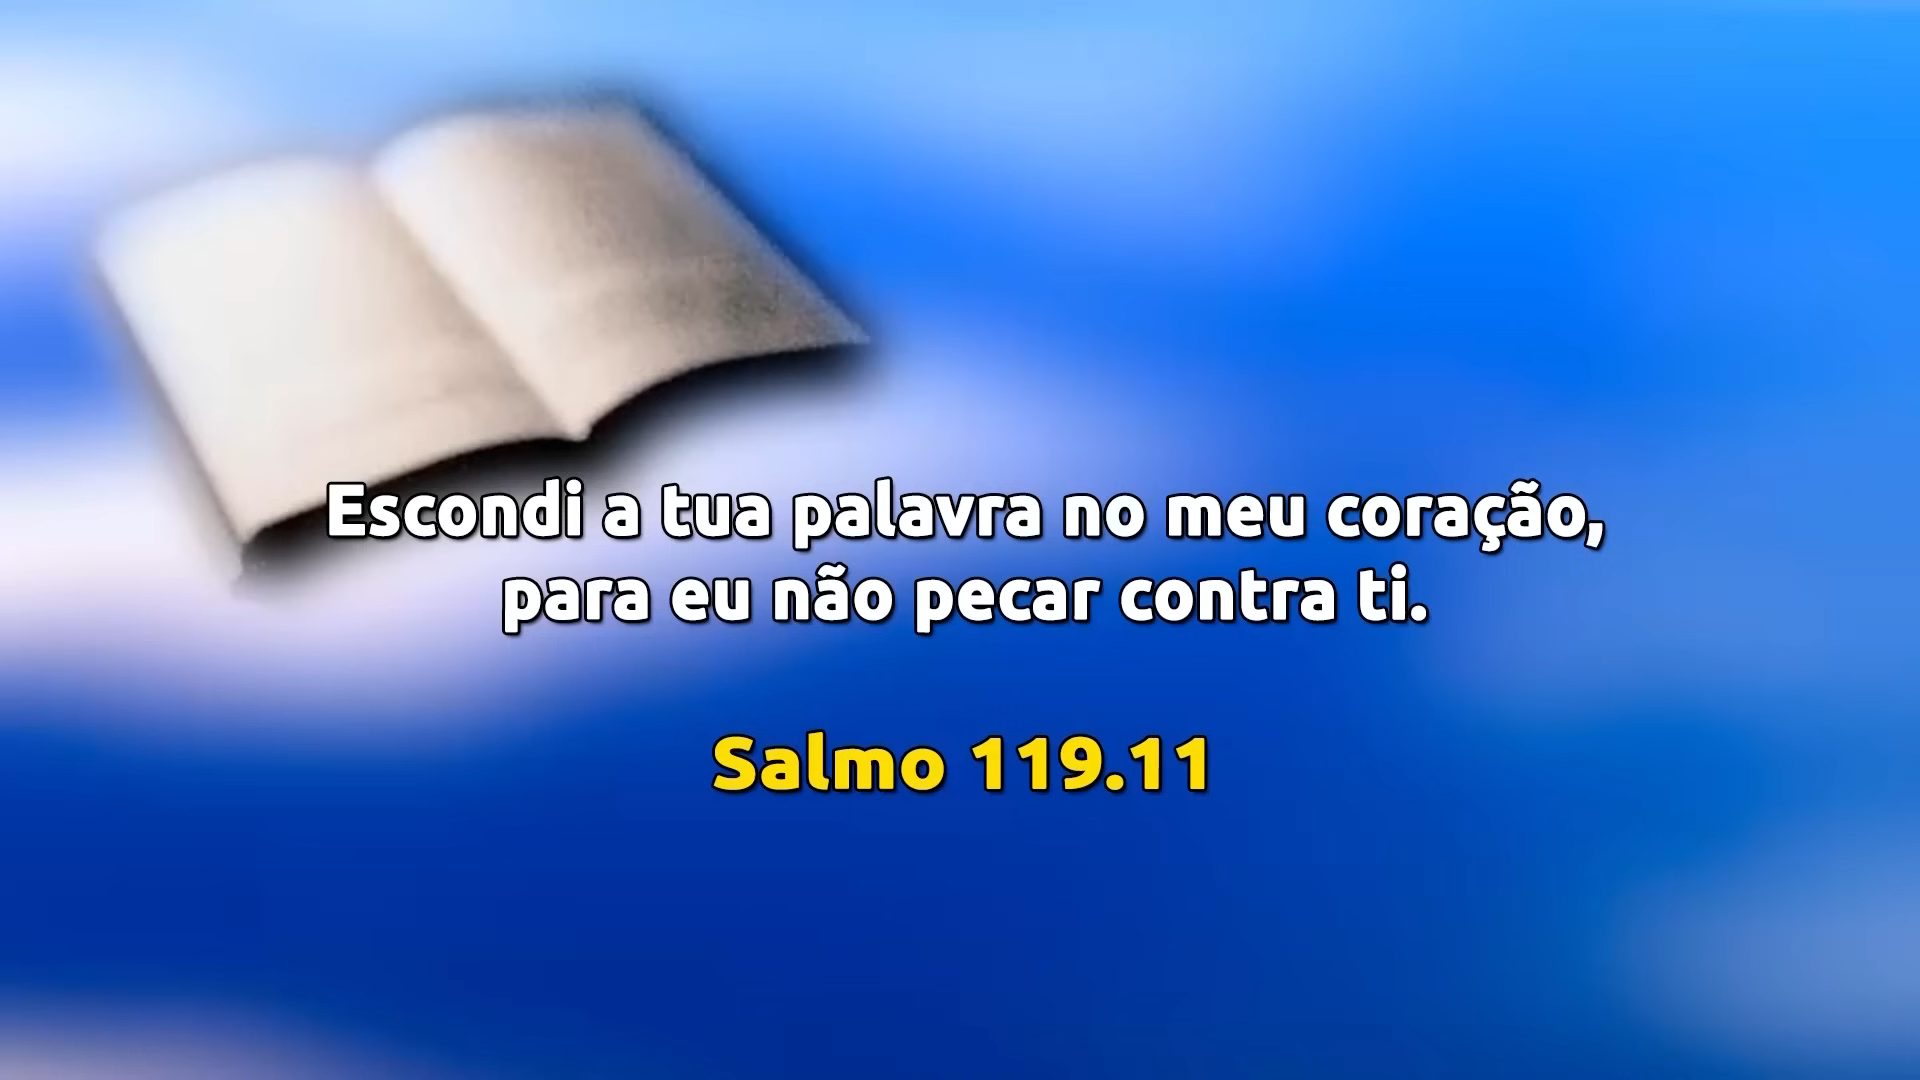 Escondi a tua palavra no meu coração,
para eu não pecar contra ti.
Salmo 119.11